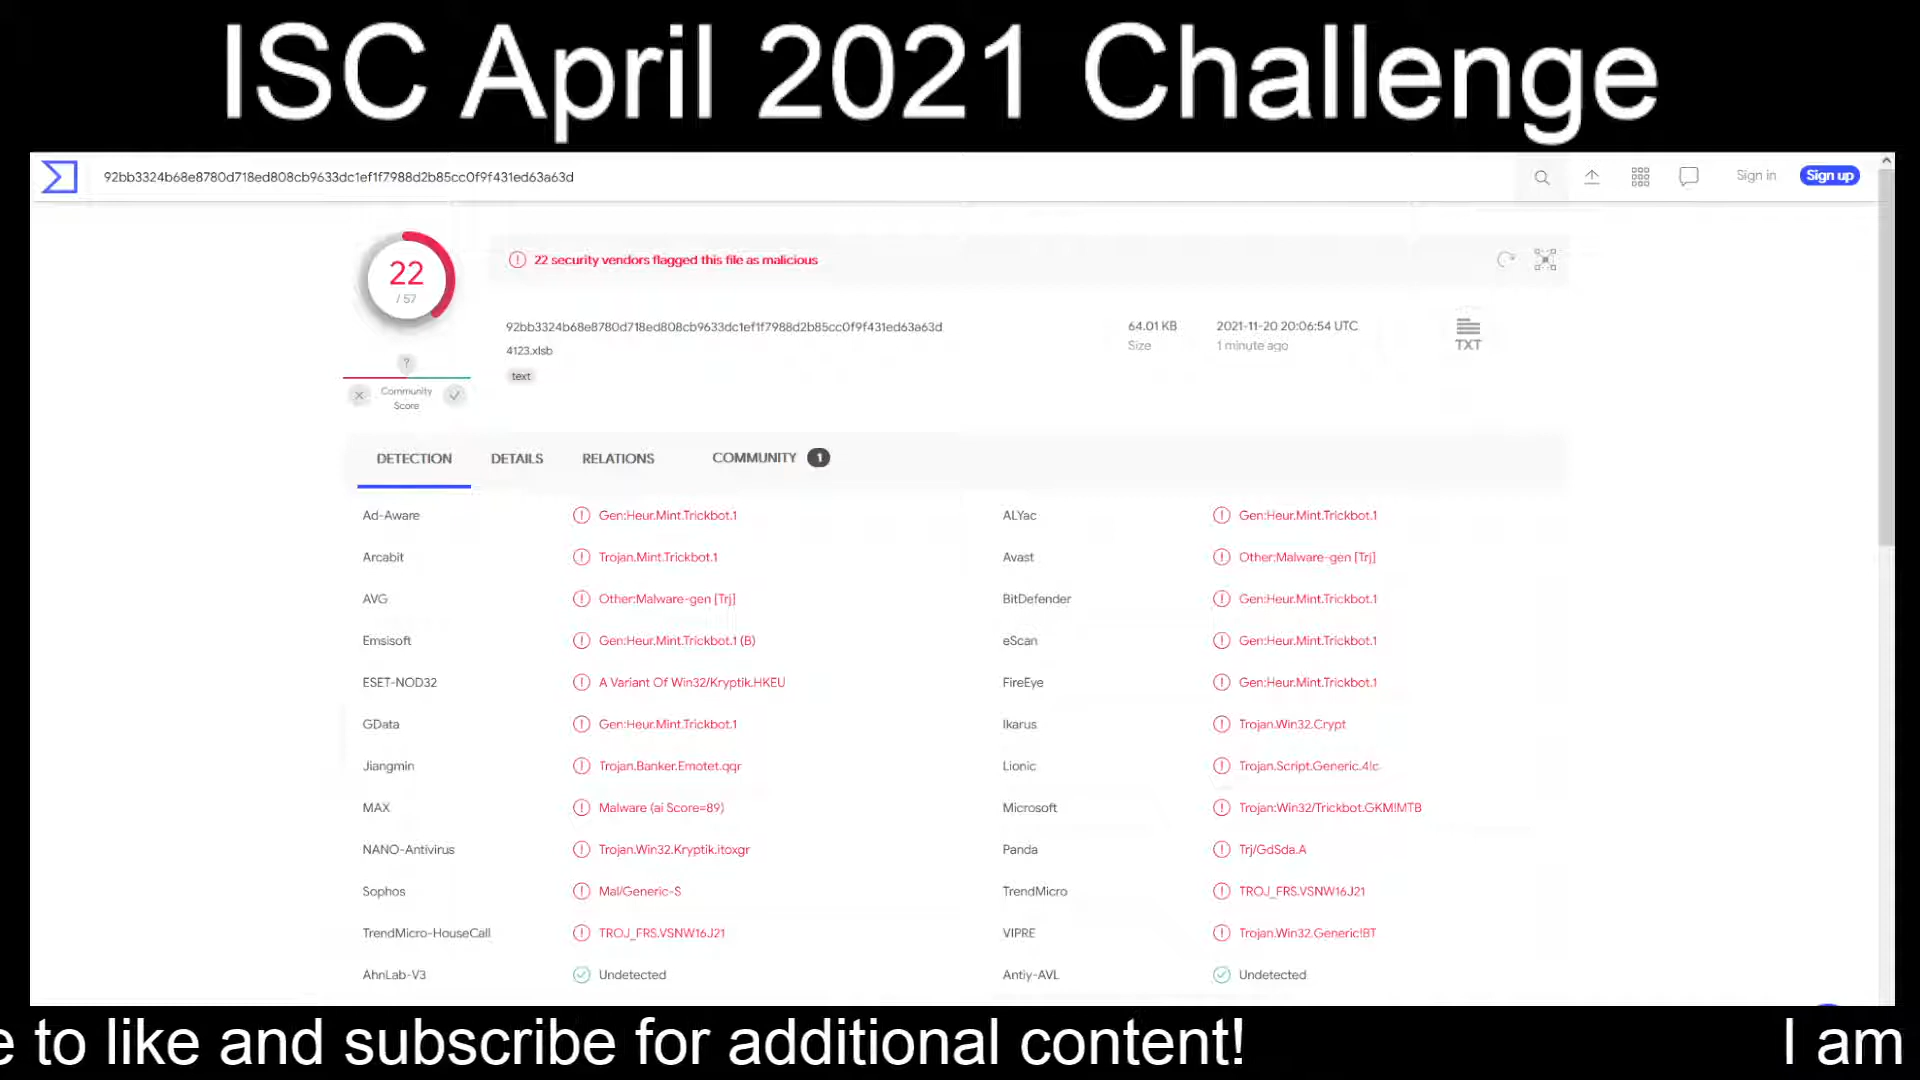 ISC April 2021 Challenge
92bb3324b68e8780d718ed808cb9633dc1ef1f7988d2b85cc0f9f431ed63a63d
Sign in
Sign up
22
/ 57
22 security vendors flagged this file as malicious
92bb3324b68e8780d718ed808cb9633dc1ef1f7988d2b85cc0f9f431ed63a63d
4123.xlsb
text
64.01 KB
Size
2021-11-20 20:06:54 UTC
1 minute ago
TXT
?
Community
Score
DETECTION DETAILS RELATIONS COMMUNITY 1
Ad-Aware Gen:Heur.Mint.Trickbot.1 ALYac Gen:Heur.Mint.Trickbot.1
Arcabit Trojan.Mint.Trickbot.1 Avast Other:Malware-gen [Trj]
AVG Other:Malware-gen [Trj] BitDefender Gen:Heur.Mint.Trickbot.1
Emsisoft Gen:Heur.Mint.Trickbot.1 (B) eScan Gen:Heur.Mint.Trickbot.1
ESET-NOD32 A Variant Of Win32/Kryptik.HKEU FireEye Gen:Heur.Mint.Trickbot.1
GData Gen:Heur.Mint.Trickbot.1 Ikarus Trojan.Win32.Crypt
Jiangmin Trojan.Banker.Emotet.qqr Lionic Trojan.Script.Generic.4!c
MAX Malware (ai Score=89) Microsoft Trojan:Win32/Trickbot.GKM!MTB
NANO-Antivirus Trojan.Win32.Kryptik.itoxgr Panda Trj/GdSda.A
Sophos Mal/Generic-S TrendMicro TROJ_FRS.VSNW16J21
TrendMicro-HouseCall TROJ_FRS.VSNW16J21 VIPRE Trojan.Win32.Generic!BT
AhnLab-V3 Undetected Antiy-AVL Undetected
e to like and subscribe for additional content! I am